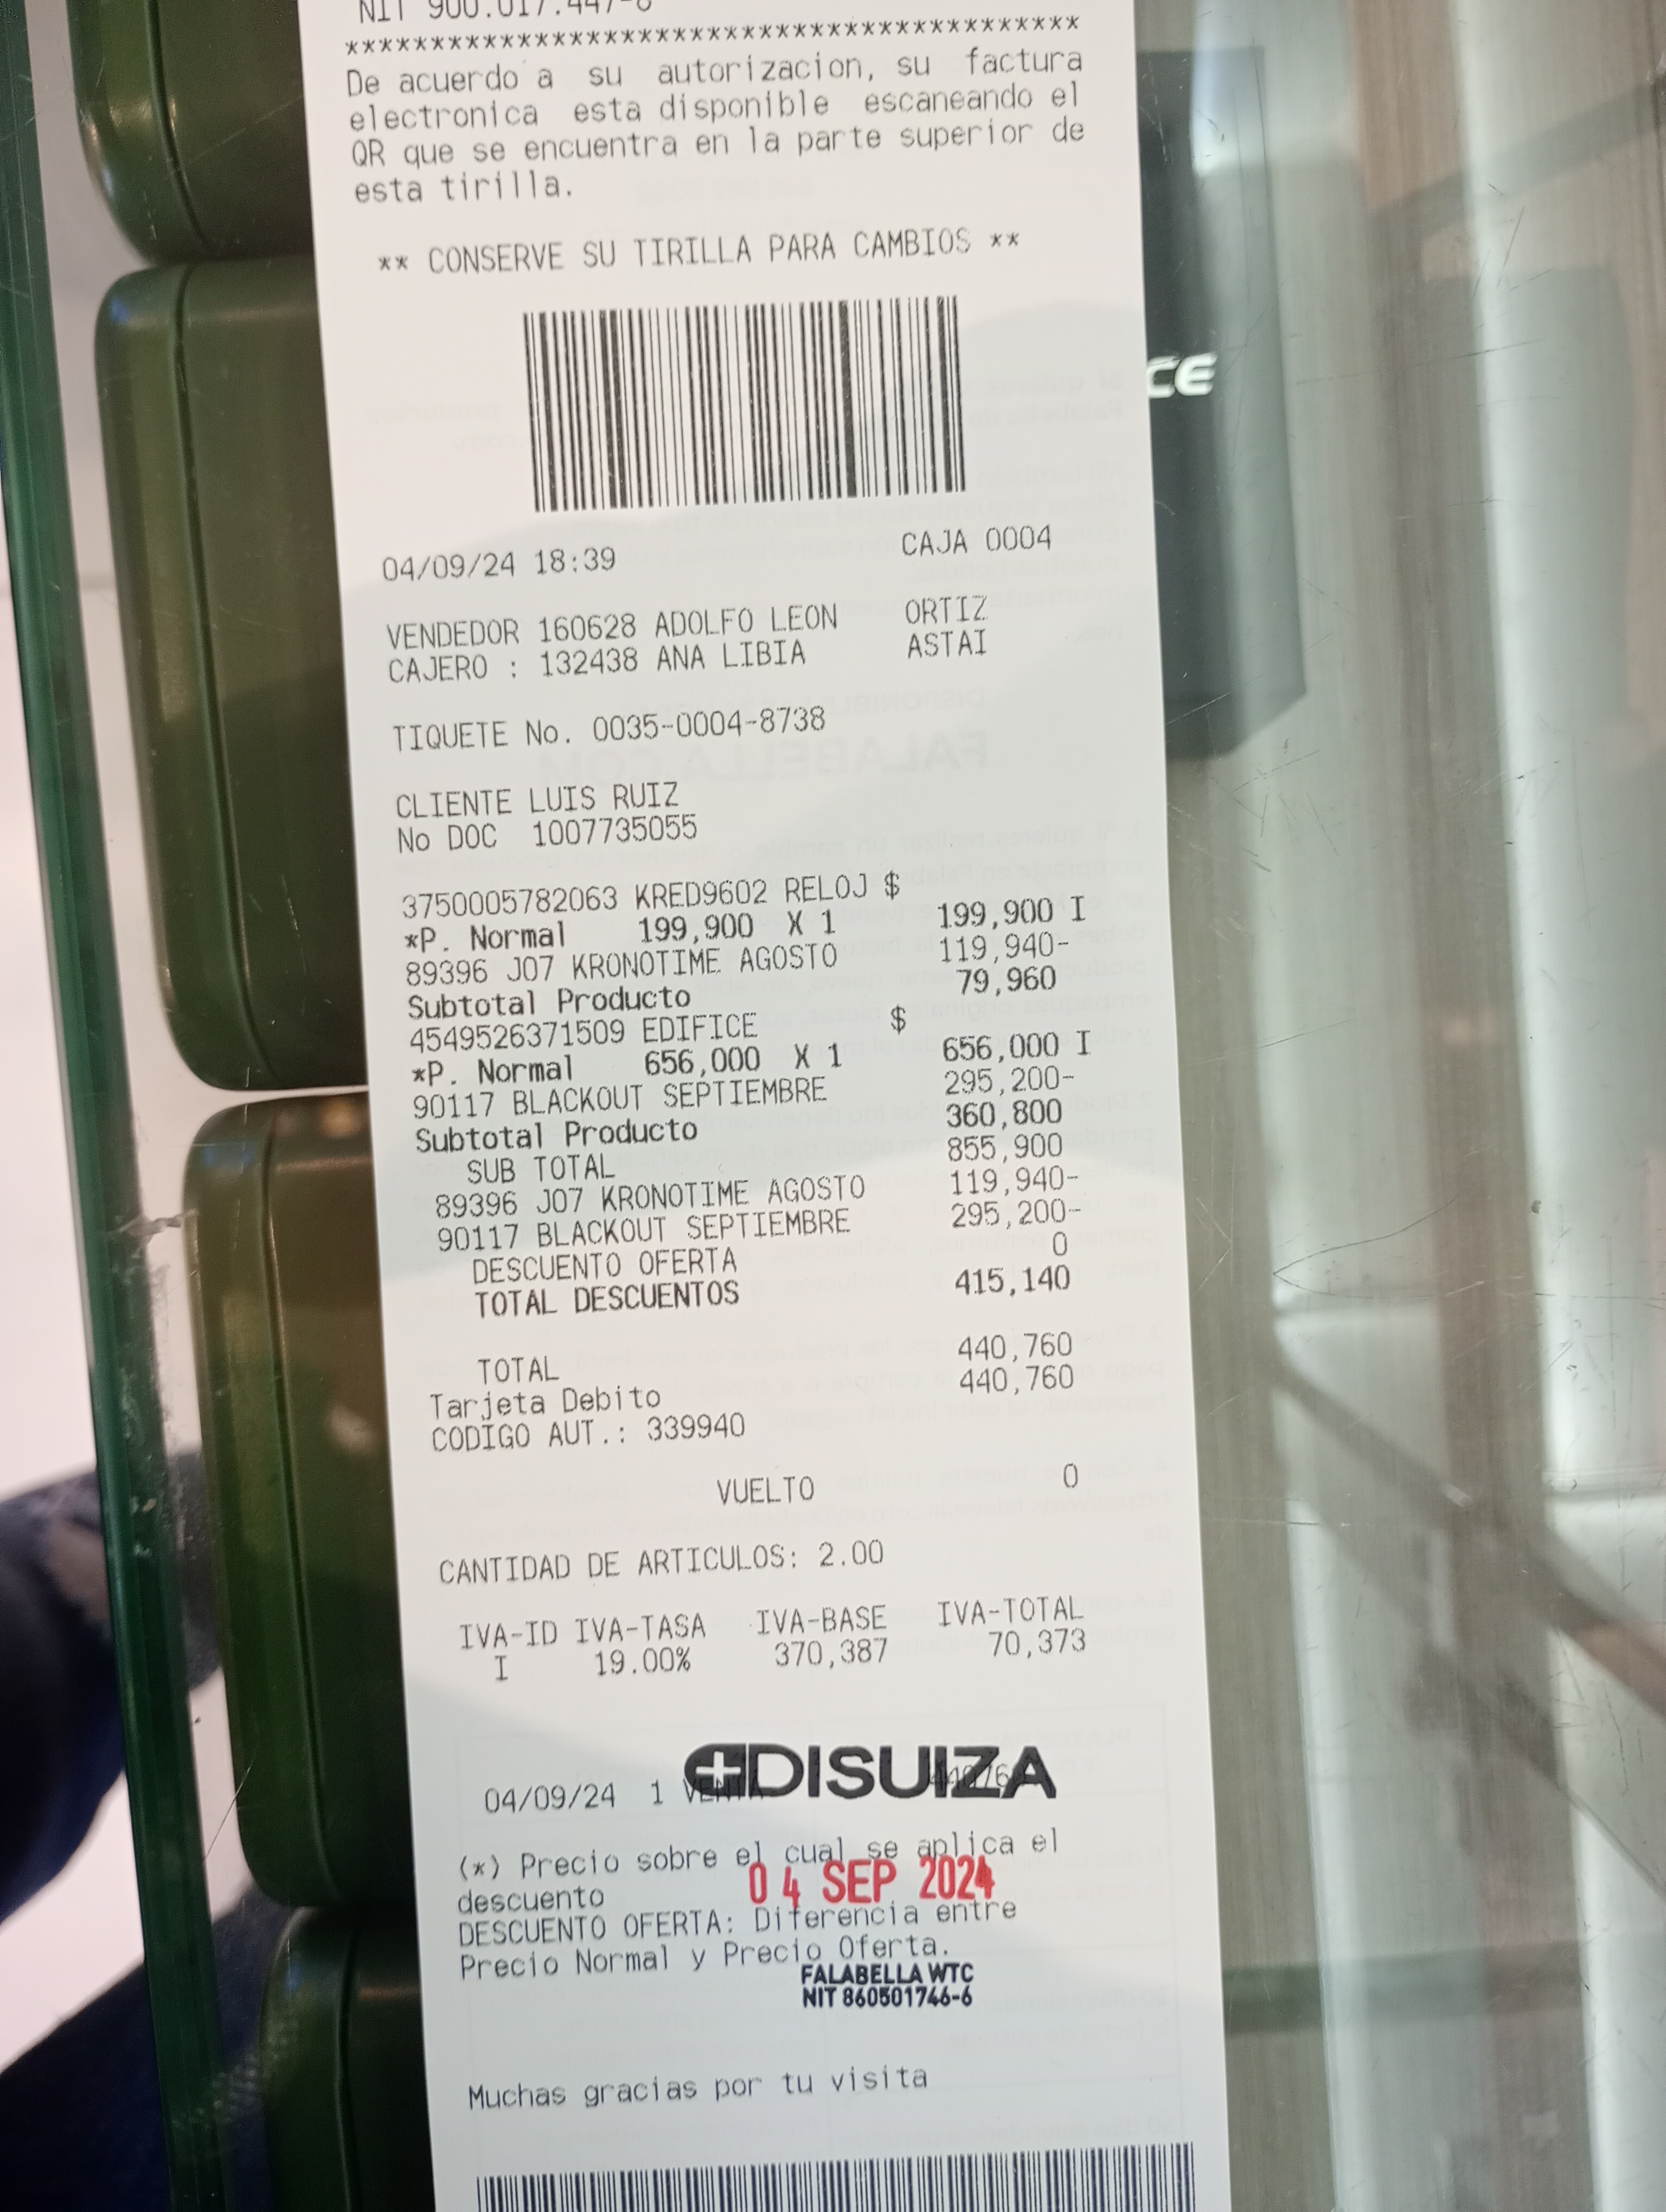 NIT 900.017.447-8
*******************************************
De acuerdo a su autorizacion, su factura
electronica esta disponible escaneando el
QR que se encuentra en la parte superior de
esta tirilla.
** CONSERVE SU TIRILLA PARA CAMBIOS **
CE
04/09/24 18:39 CAJA 0004
VENDEDOR 160628 ADOLFO LEON ORTIZ
CAJERO : 132438 ANA LIBIA ASTAI
TIQUETE No. 0035-0004-8738
CLIENTE LUIS RUIZ
No DOC 1007735055
3750005782063 KRED9602 RELOJ $
*P. Normal 199,900 X 1 199,900 I
89396 J07 KRONOTIME AGOSTO 119,940-
Subtotal Producto 79,960
4549526371509 EDIFICE $
*P. Normal 656,000 X 1 656,000 I
90117 BLACKOUT SEPTIEMBRE 295,200-
Subtotal Producto 360,800
SUB TOTAL 855,900
89396 J07 KRONOTIME AGOSTO 119,940-
90117 BLACKOUT SEPTIEMBRE 295,200-
DESCUENTO OFERTA 0
TOTAL DESCUENTOS 415,140
TOTAL 440,760
Tarjeta Debito 440,760
CODIGO AUT.: 339940
VUELTO 0
CANTIDAD DE ARTICULOS: 2.00
IVA-ID IVA-TASA IVA-BASE IVA-TOTAL
I 19.00% 370,387 70,373
DISUIZA
04/09/24 1 VENTA 440,760
(*) Precio sobre el cual se aplica el
descuento
04 SEP 2024
DESCUENTO OFERTA: Diferencia entre
Precio Normal y Precio Oferta.
FALABELLA WTC
NIT 860501746-6
Muchas gracias por tu visita